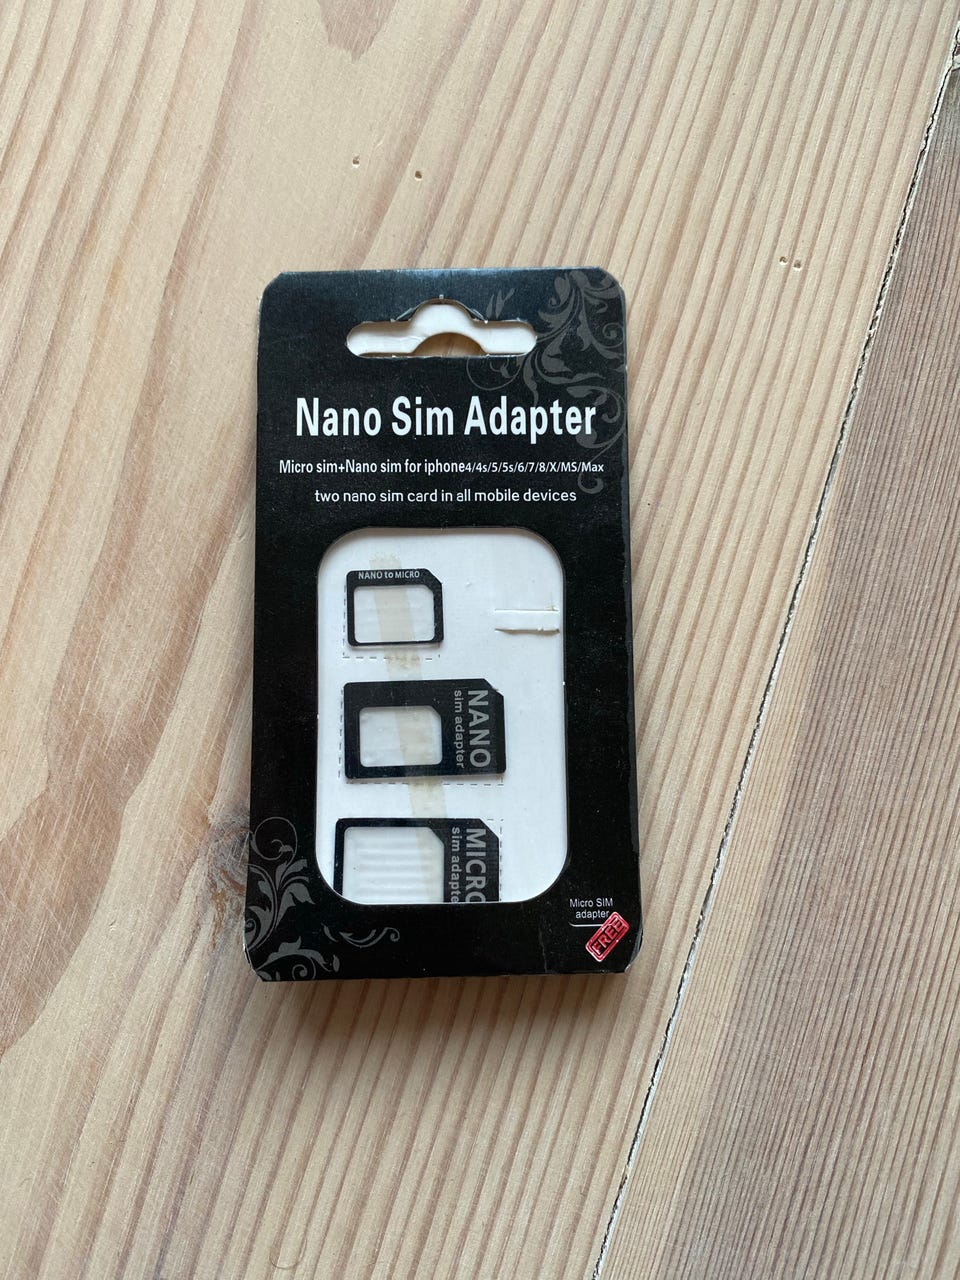 Nano Sim Adapter
Micro sim+Nano sim for iphone4/4s/5/5s/6/7/8/X/MS/Max
two nano sim card in all mobile devices
NANO to MICRO
NANO
sim adapter
MICRO
sim adapte
Micro SIM
adapter
FREE